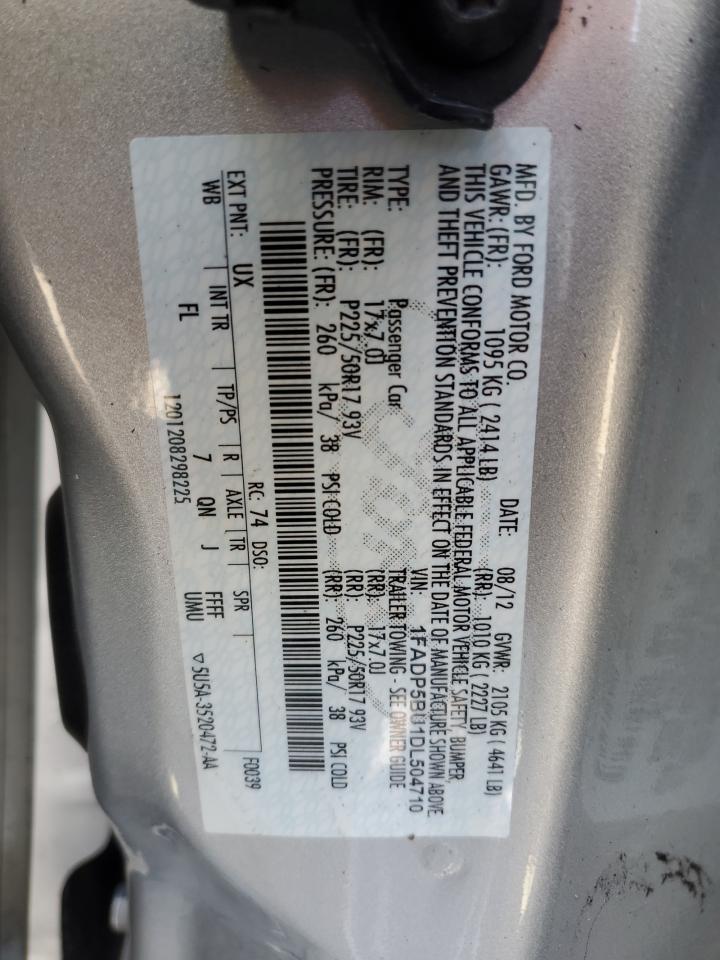 MFD. BY FORD MOTOR CO.
DATE: 08/12 GVWR: 2105 KG ( 4641 LB)
GAWR: (FR): 1095 KG ( 2414 LB) (RR): 1010 KG ( 2227 LB)
THIS VEHICLE CONFORMS TO ALL APPLICABLE FEDERAL MOTOR VEHICLE SAFETY, BUMPER,
AND THEFT PREVENTION STANDARDS IN EFFECT ON THE DATE OF MANUFACTURE SHOWN ABOVE.
VIN: 1FADP5BU1DL504710
TYPE: Passenger Car TRAILER TOWING - SEE OWNER GUIDE
RIM: (FR): 17x7.0J (RR): 17x7.0J
TIRE: (FR): P225/50R17 93V (RR): P225/50R17 93V
PRESSURE: (FR): 260 kPa/ 38 PSI COLD (RR): 260 kPa/ 38 PSI COLD
EXT PNT: UX RC: 74 DSO: F0039
WB INT TR TP/PS R AXLE TR SPR
FL 7 QN J FFFF
UMU
1201208298225 ▽5U5A-3520472-AA